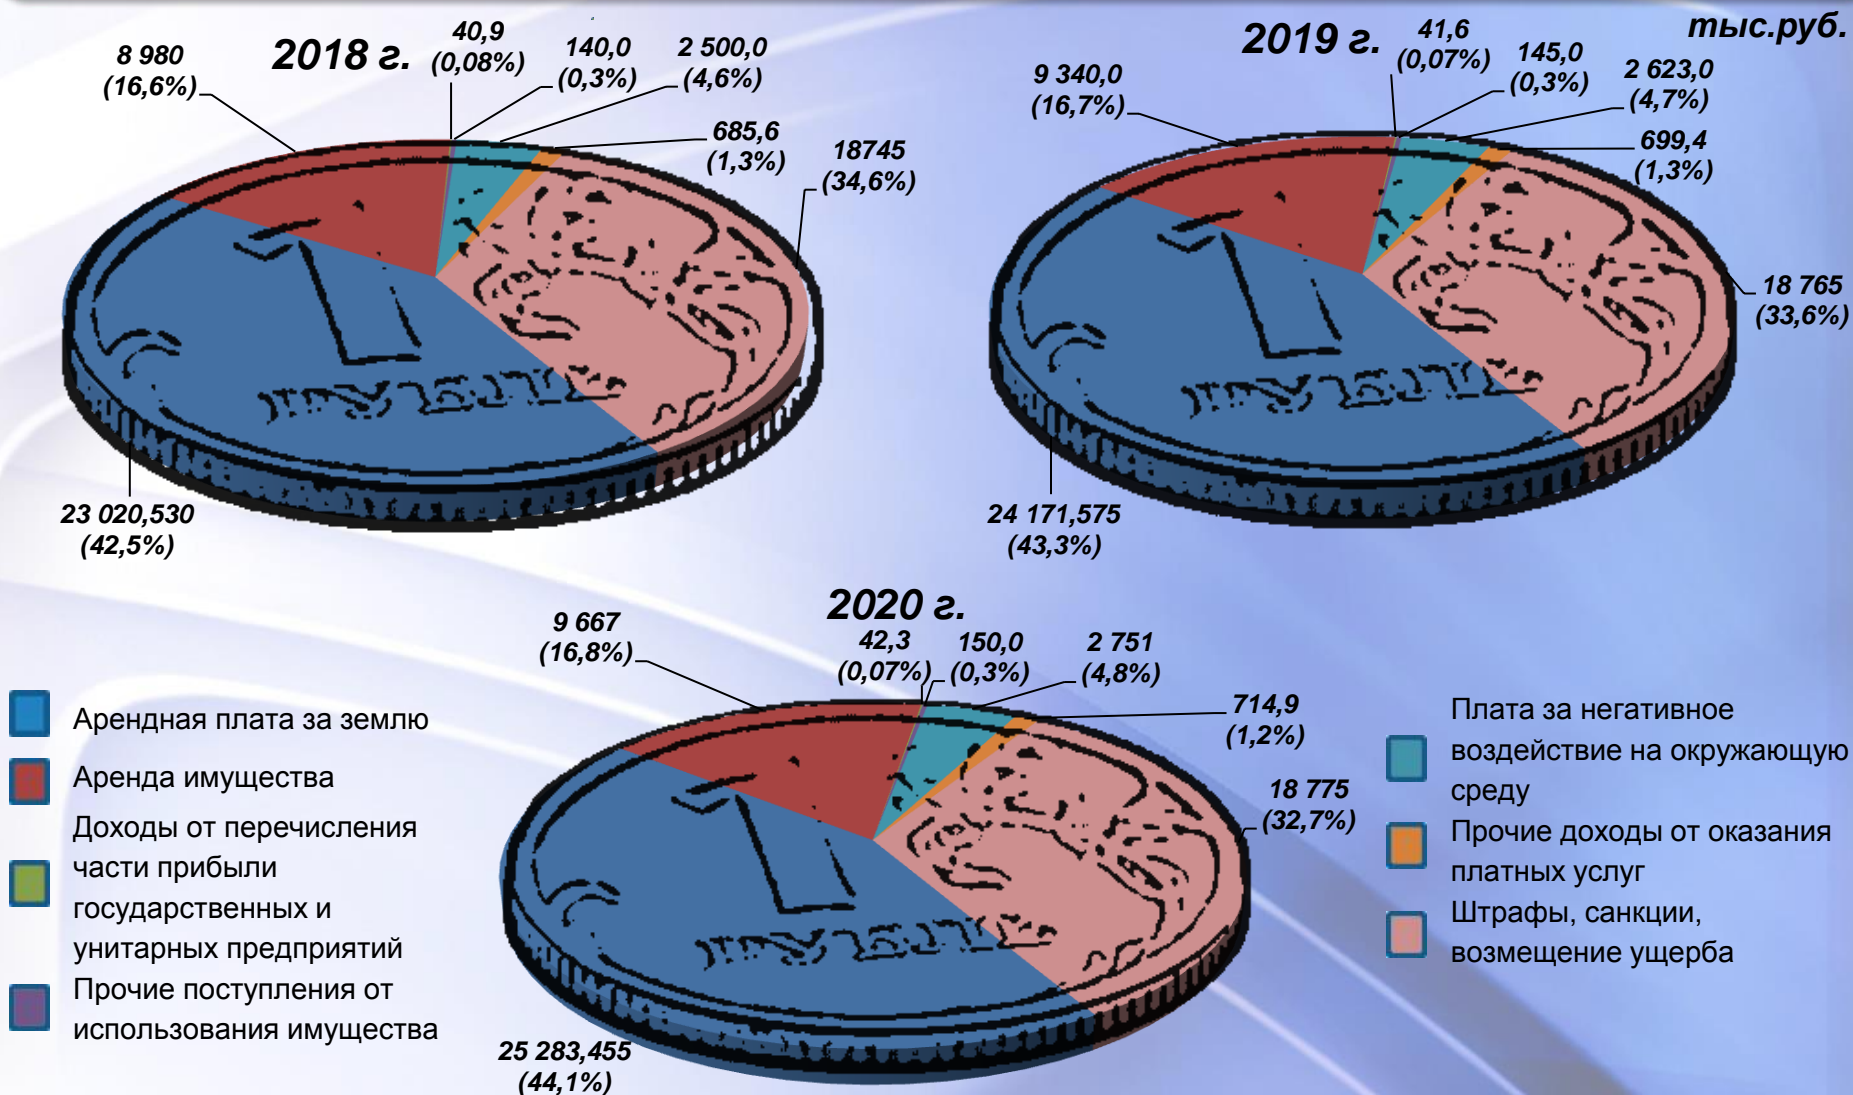 тыс.руб.
2018 г.
8 980
(16,6%)
40,9
(0,08%)
140,0
(0,3%)
2 500,0
(4,6%)
685,6
(1,3%)
18745
(34,6%)
23 020,530
(42,5%)
2019 г.
9 340,0
(16,7%)
41,6
(0,07%)
145,0
(0,3%)
2 623,0
(4,7%)
699,4
(1,3%)
18 765
(33,6%)
24 171,575
(43,3%)
2020 г.
9 667
(16,8%)
42,3
(0,07%)
150,0
(0,3%)
2 751
(4,8%)
714,9
(1,2%)
18 775
(32,7%)
25 283,455
(44,1%)
Арендная плата за землю
Аренда имущества
Доходы от перечисления
части прибыли
государственных и
унитарных предприятий
Прочие поступления от
использования имущества
Плата за негативное
воздействие на окружающую
среду
Прочие доходы от оказания
платных услуг
Штрафы, санкции,
возмещение ущерба